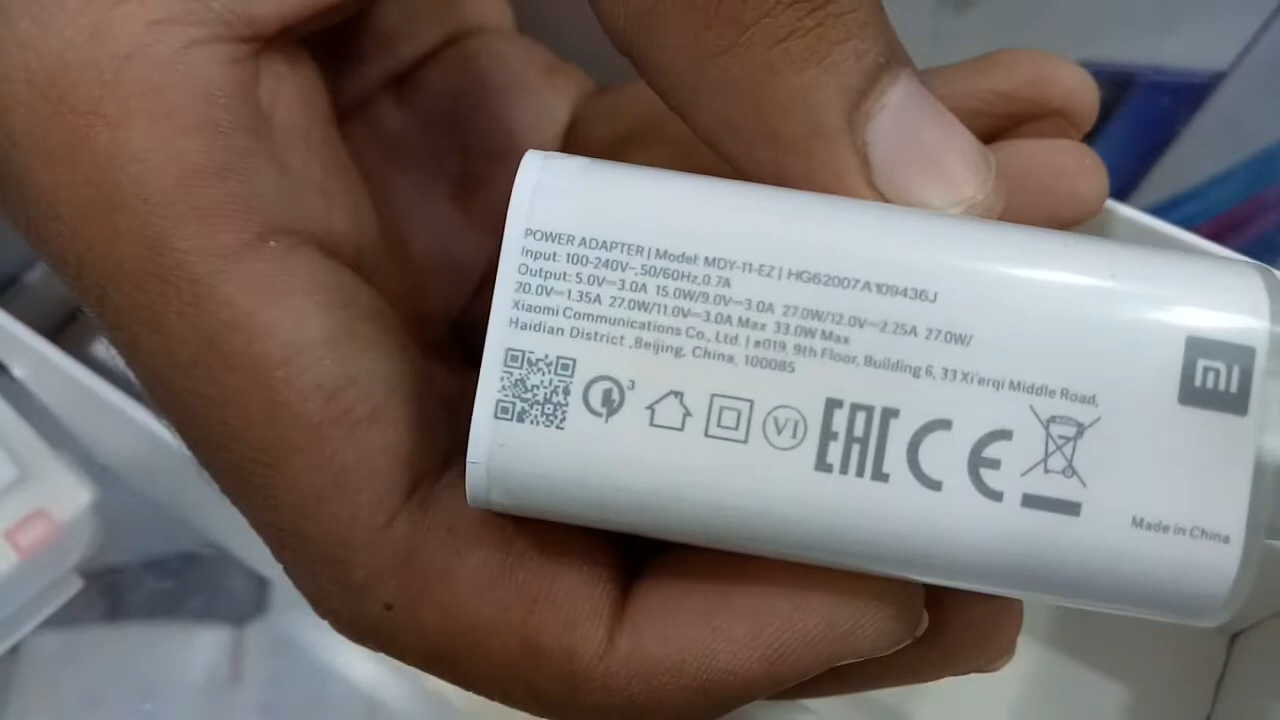 POWER ADAPTER | Model: MDY-11-EZ | HG62007A109436J
Input: 100-240V~,50/60Hz,0.7A
Output: 5.0V⎓3.0A 15.0W/9.0V⎓3.0A 27.0W/12.0V⎓2.25A 27.0W/
20.0V⎓1.35A 27.0W/11.0V⎓3.0A Max 33.0W Max
Xiaomi Communications Co., Ltd. | #019, 9th Floor, Building 6, 33 Xi'erqi Middle Road,
Haidian District ,Beijing, China, 100085
mi
3
VI
EAC
CE
Made in China